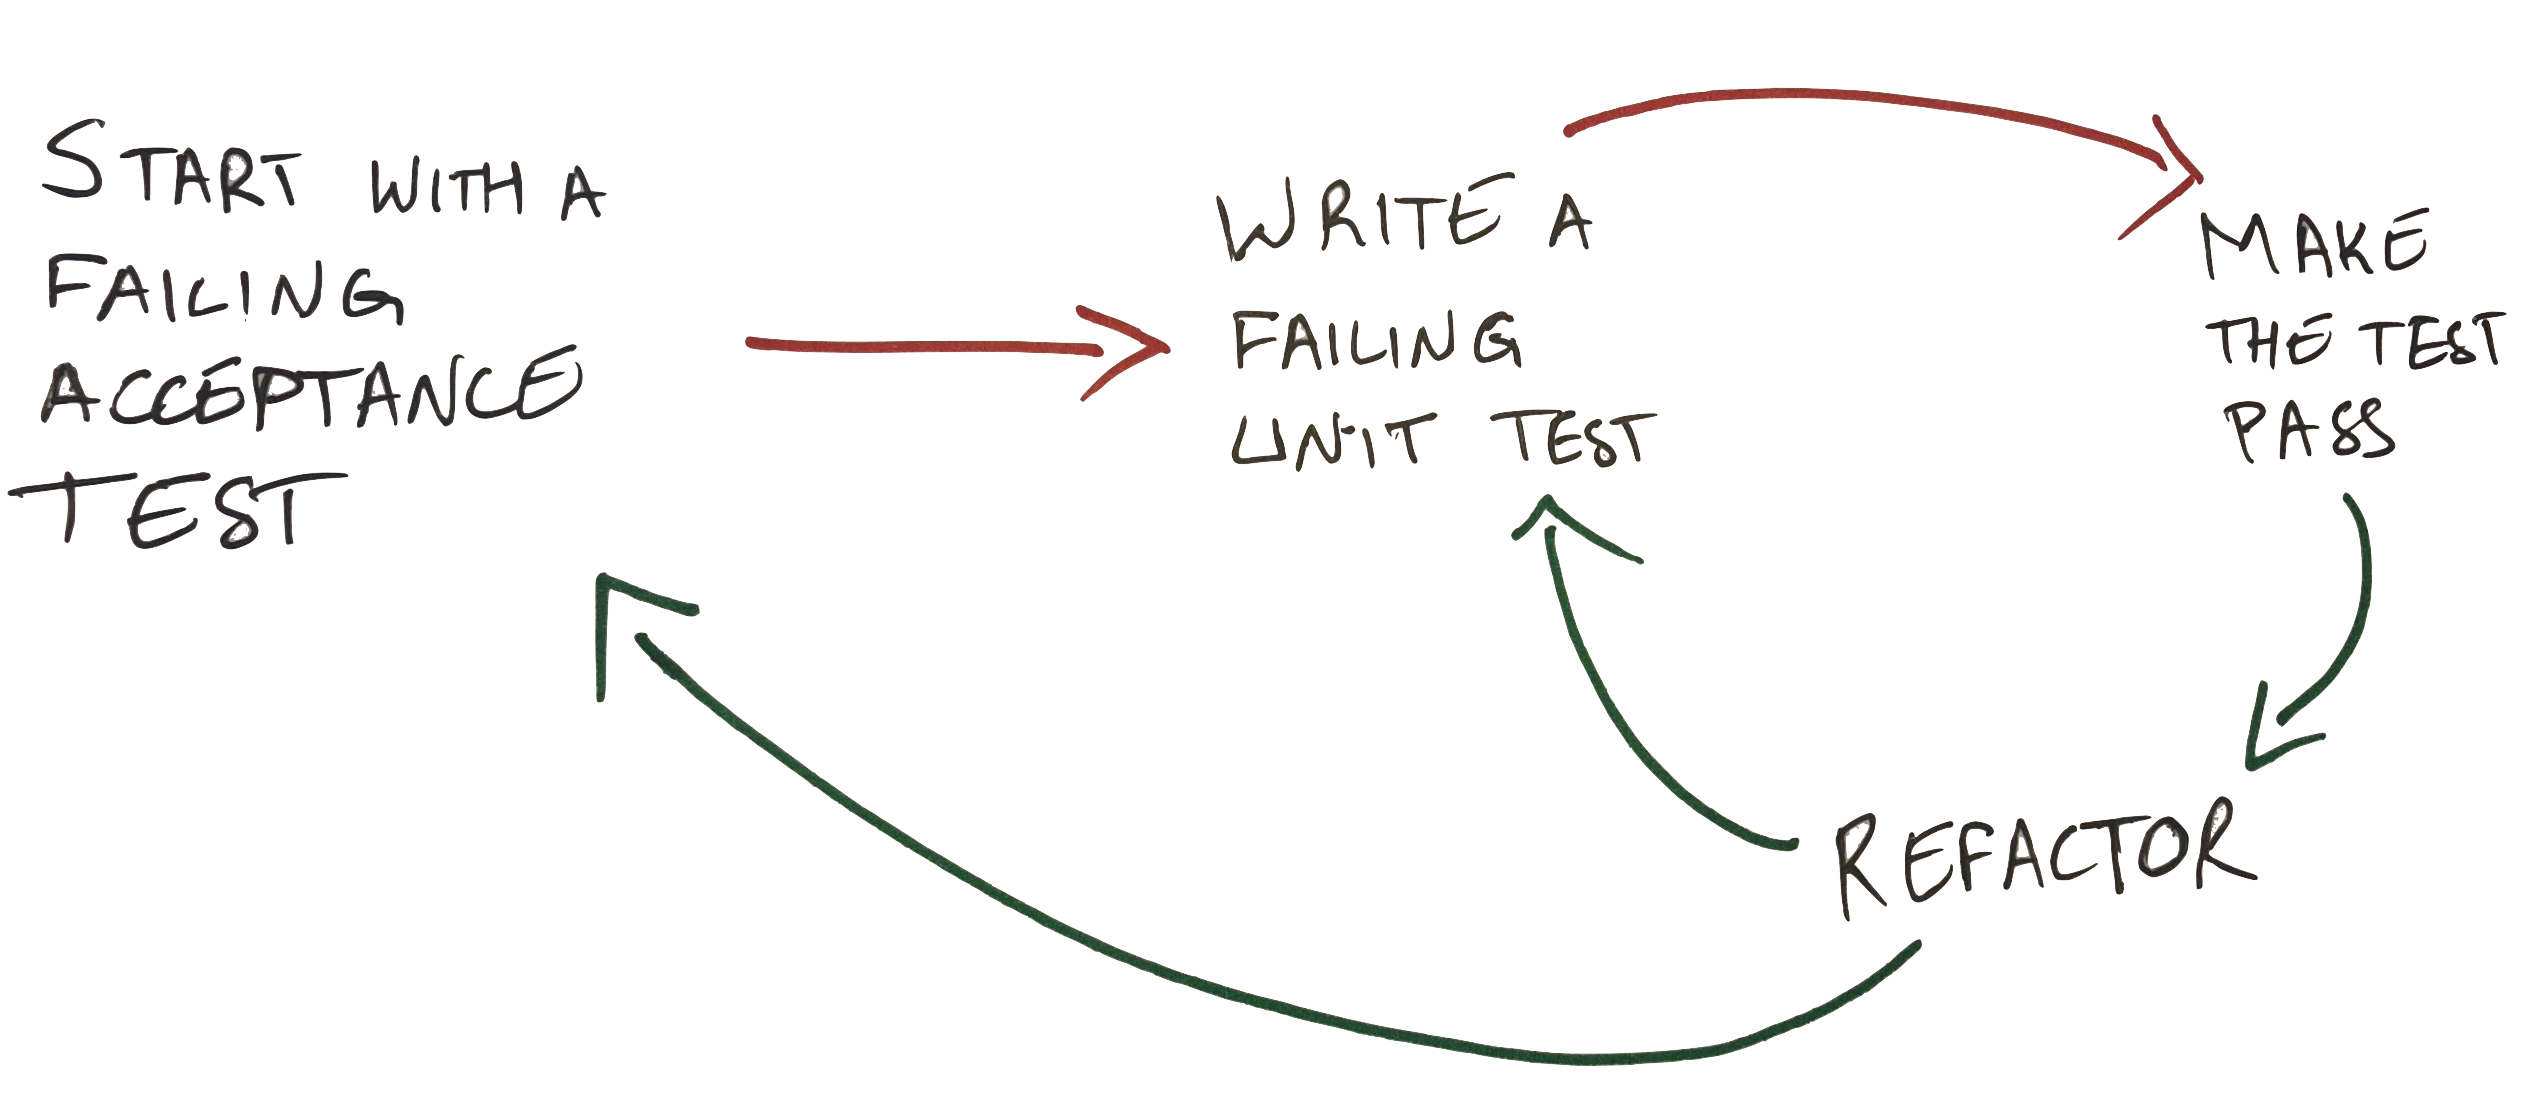 START WITH A
FAILING
ACCEPTANCE
TEST
WRITE A
FAILING
UNIT TEST
MAKE
THE TEST
PASS
REFACTOR